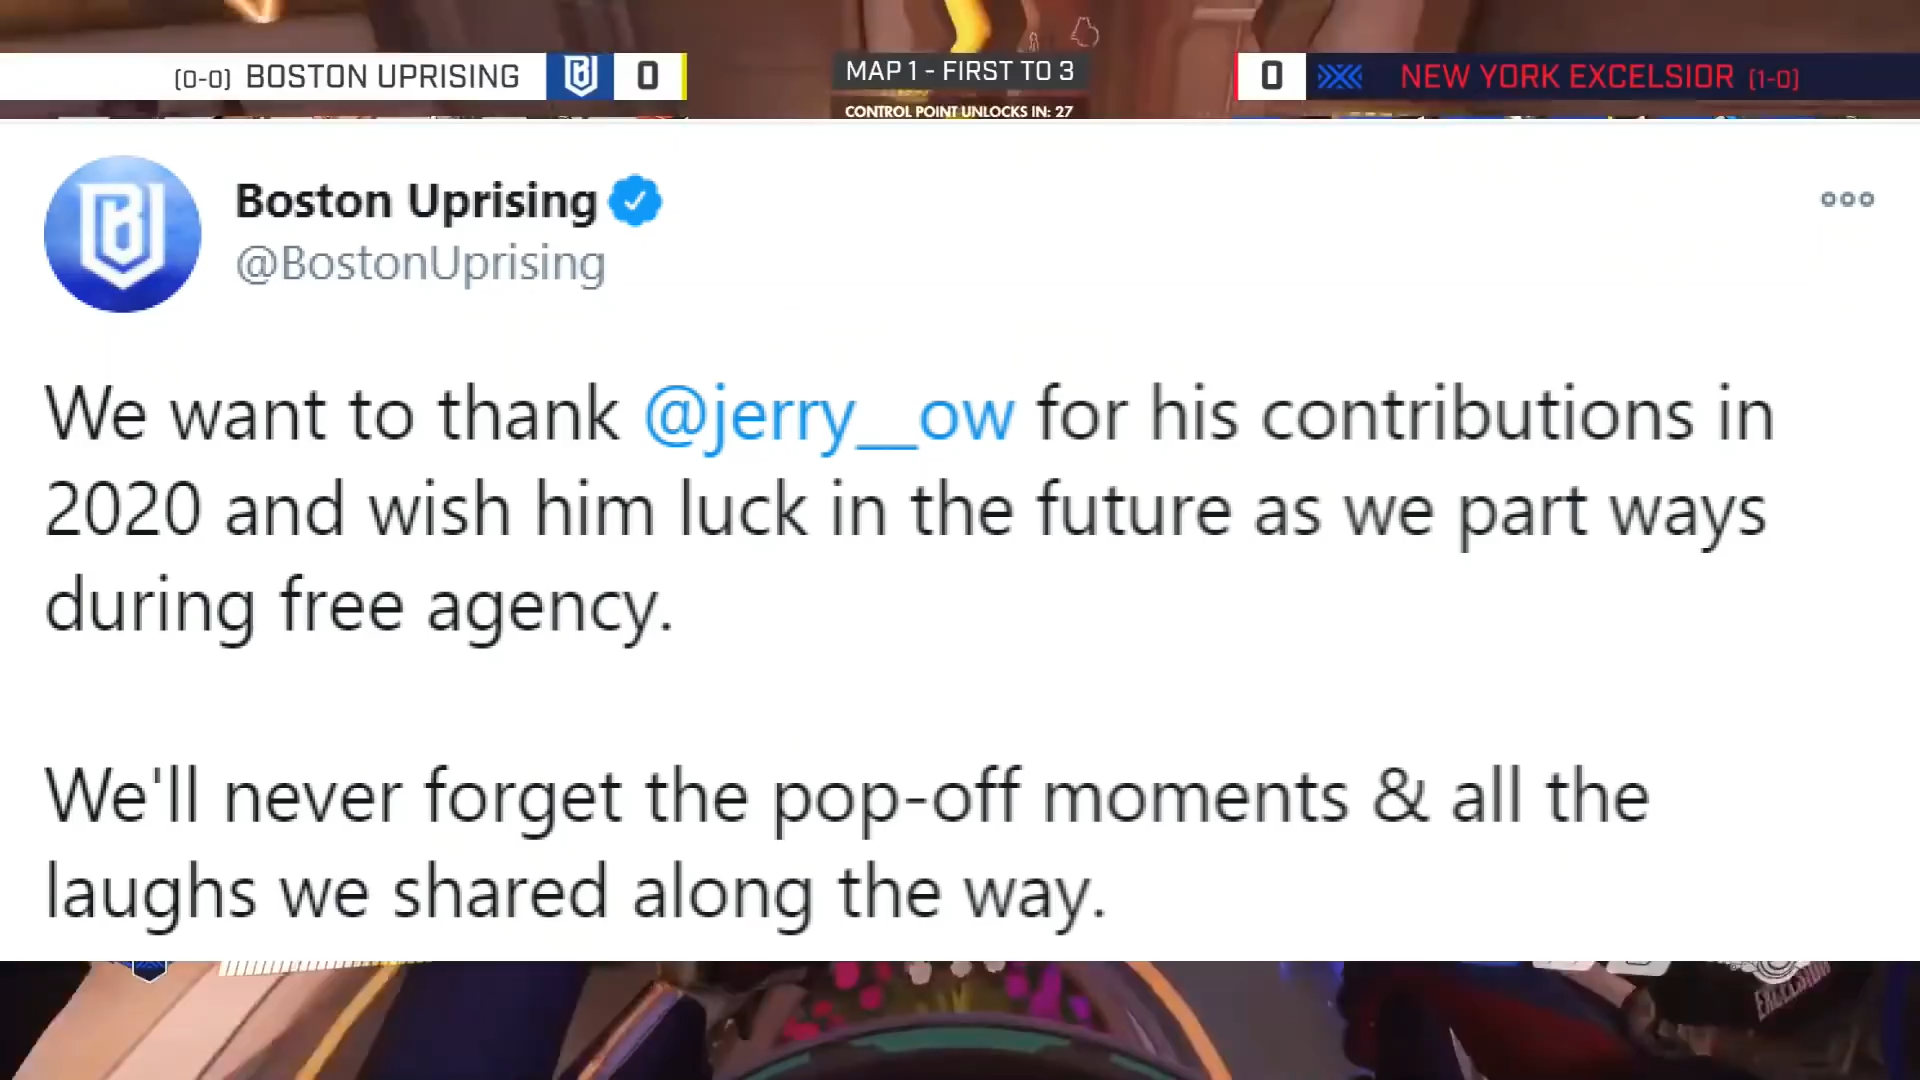 (0-0) BOSTON UPRISING 0
MAP 1 - FIRST TO 3
0 NEW YORK EXCELSIOR (1-0)
CONTROL POINT UNLOCKS IN: 27
Boston Uprising
@BostonUprising
We want to thank @jerry__ow for his contributions in
2020 and wish him luck in the future as we part ways
during free agency.
We'll never forget the pop-off moments & all the
laughs we shared along the way.
EXCELSIOR